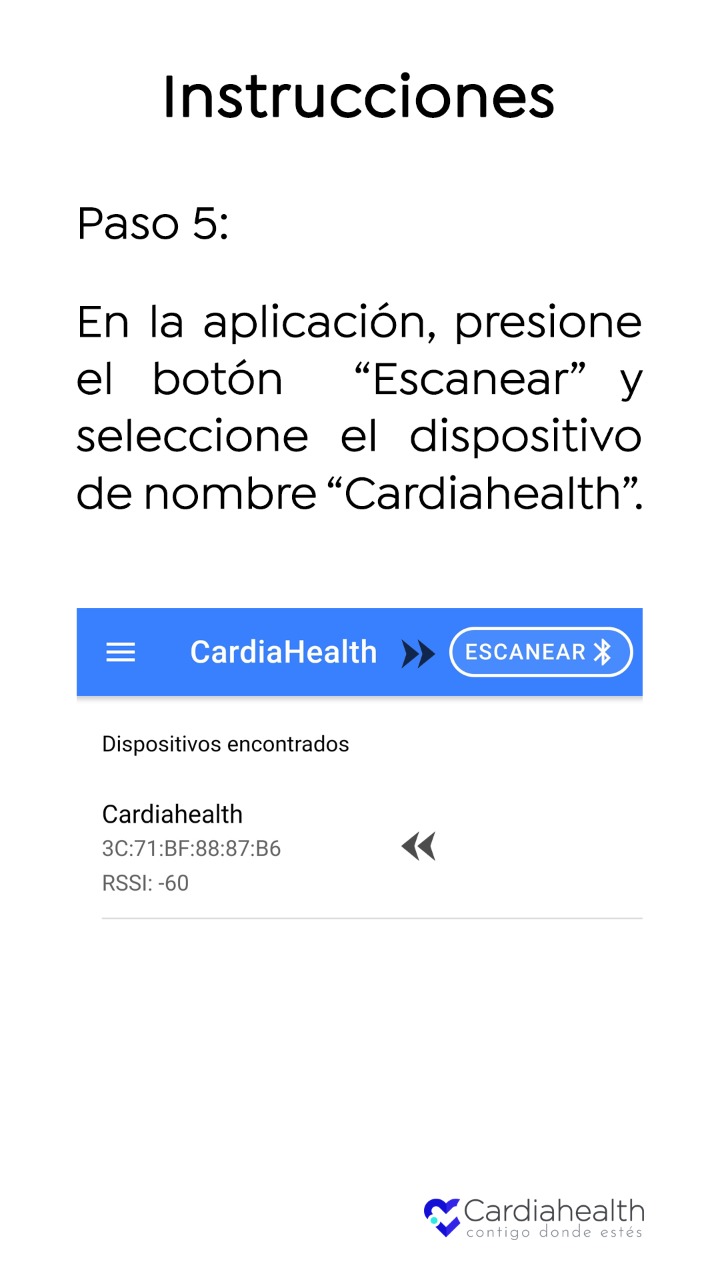 Instrucciones
Paso 5:
En la aplicación, presione
el botón “Escanear” y
seleccione el dispositivo
de nombre “Cardiahealth”.
CardiaHealth ESCANEAR
Dispositivos encontrados
Cardiahealth
3C:71:BF:88:87:B6
RSSI: -60
Cardiahealth
contigo donde estés